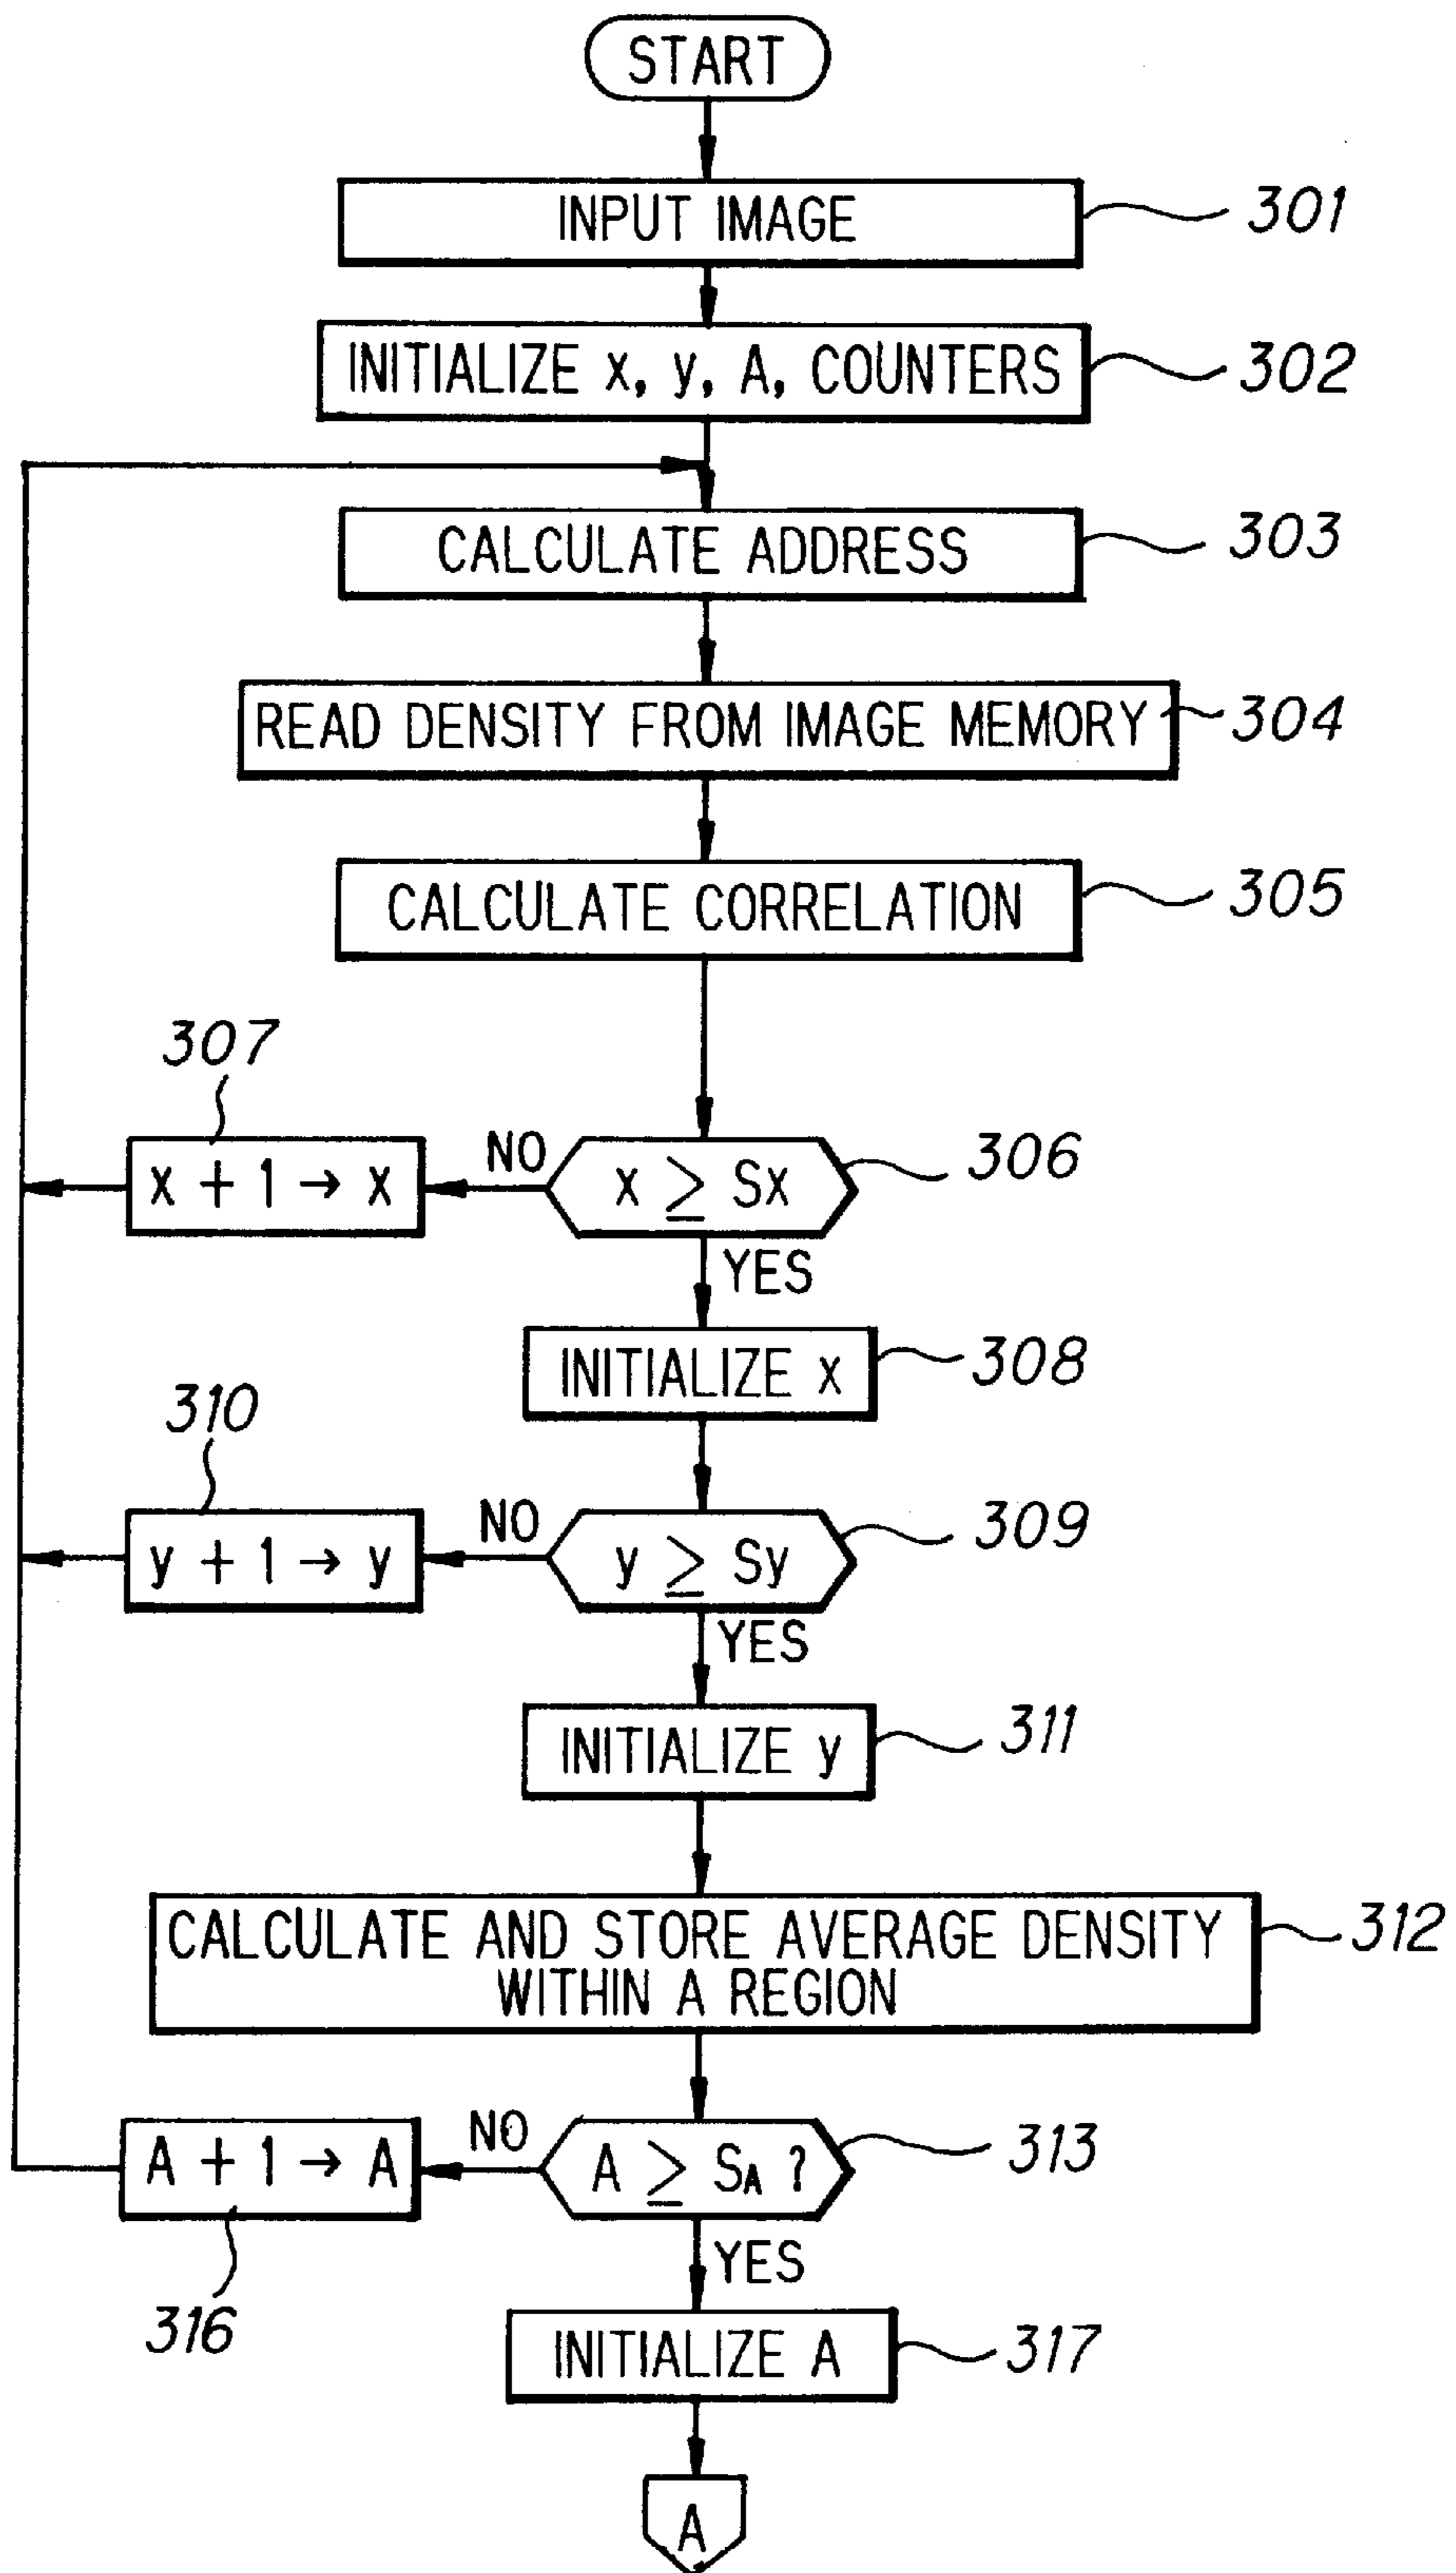 START
INPUT IMAGE
301
INITIALIZE x, y, A, COUNTERS
302
CALCULATE ADDRESS
303
READ DENSITY FROM IMAGE MEMORY
304
CALCULATE CORRELATION
305
307
x + 1 → x
NO
x ≥ Sx
306
YES
INITIALIZE x
308
310
y + 1 → y
NO
y ≥ Sy
309
YES
INITIALIZE y
311
CALCULATE AND STORE AVERAGE DENSITY
WITHIN A REGION
312
A + 1 → A
NO
A ≥ SA ?
313
YES
316
INITIALIZE A
317
A